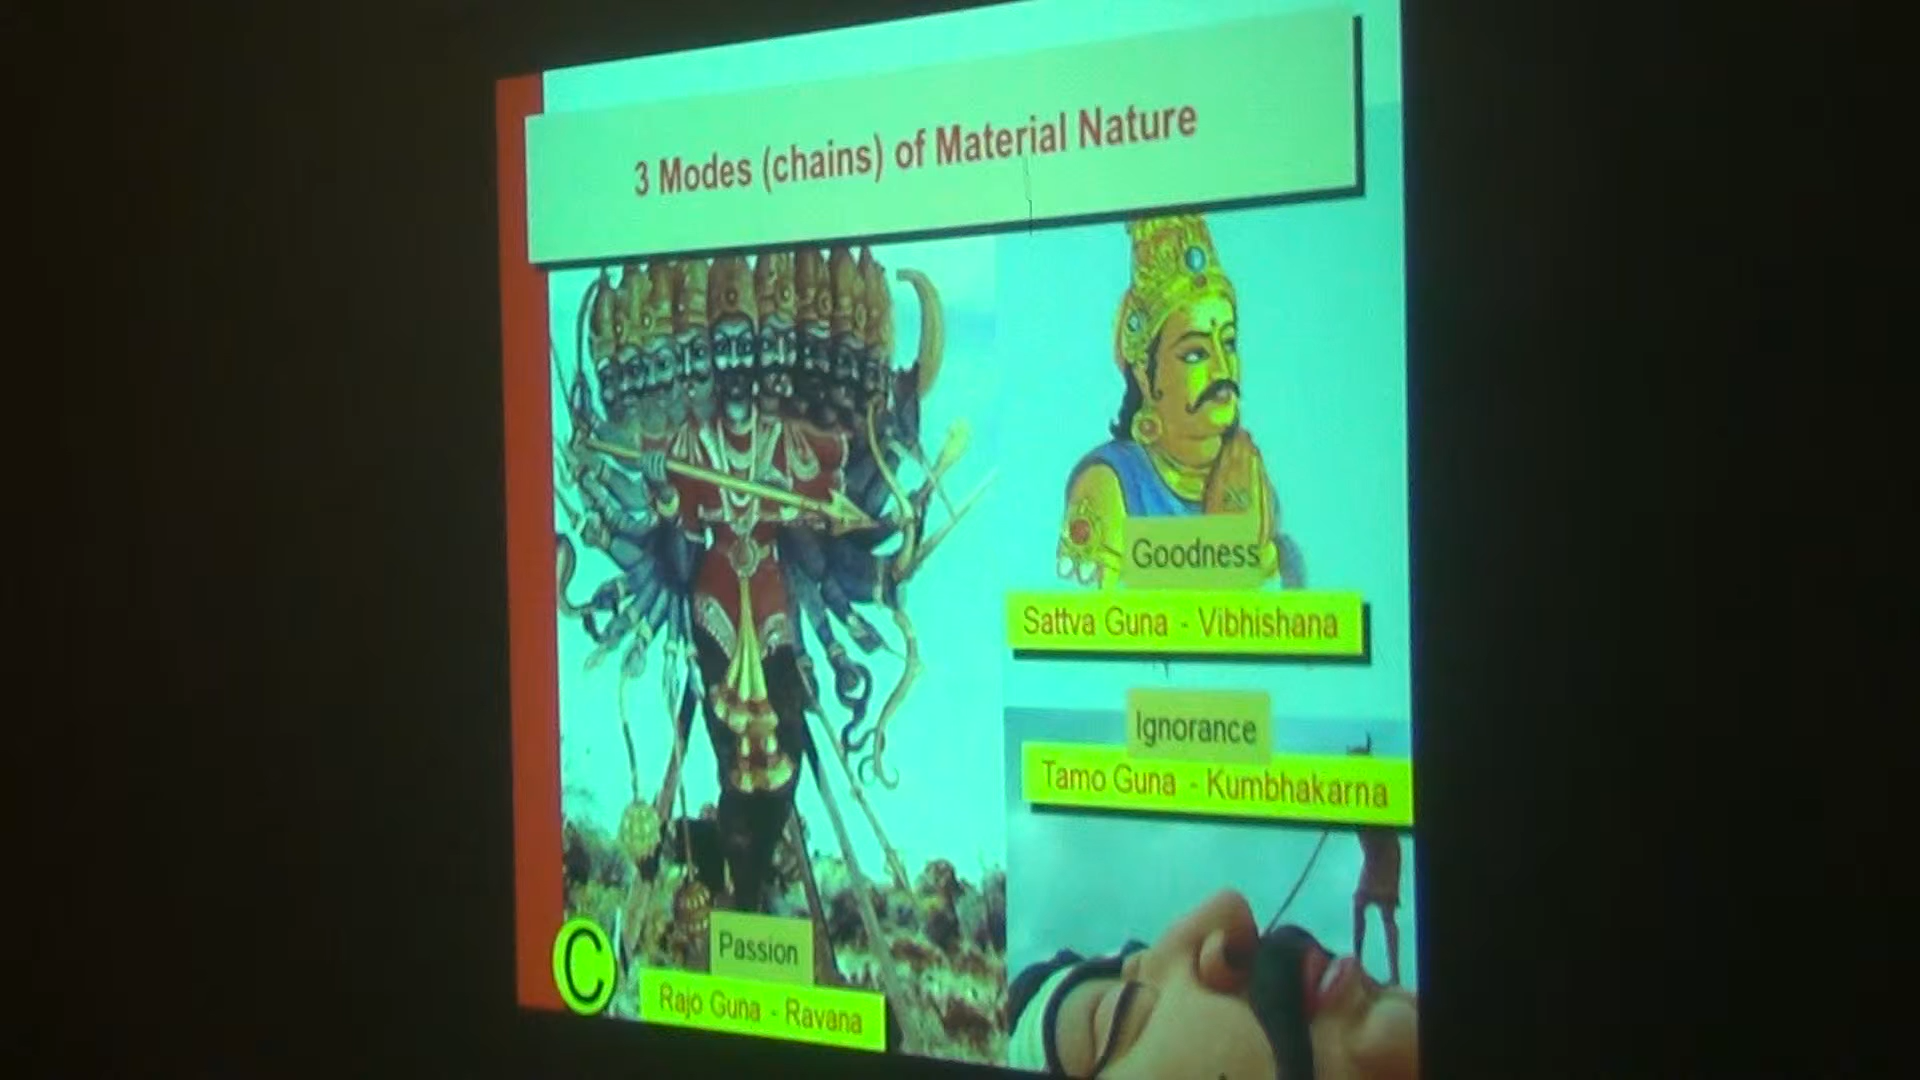 3 Modes (chains) of Material Nature
Goodness
Sattva Guna - Vibhishana
Ignorance
Tamo Guna - Kumbhakarna
Passion
Rajo Guna - Ravana
C